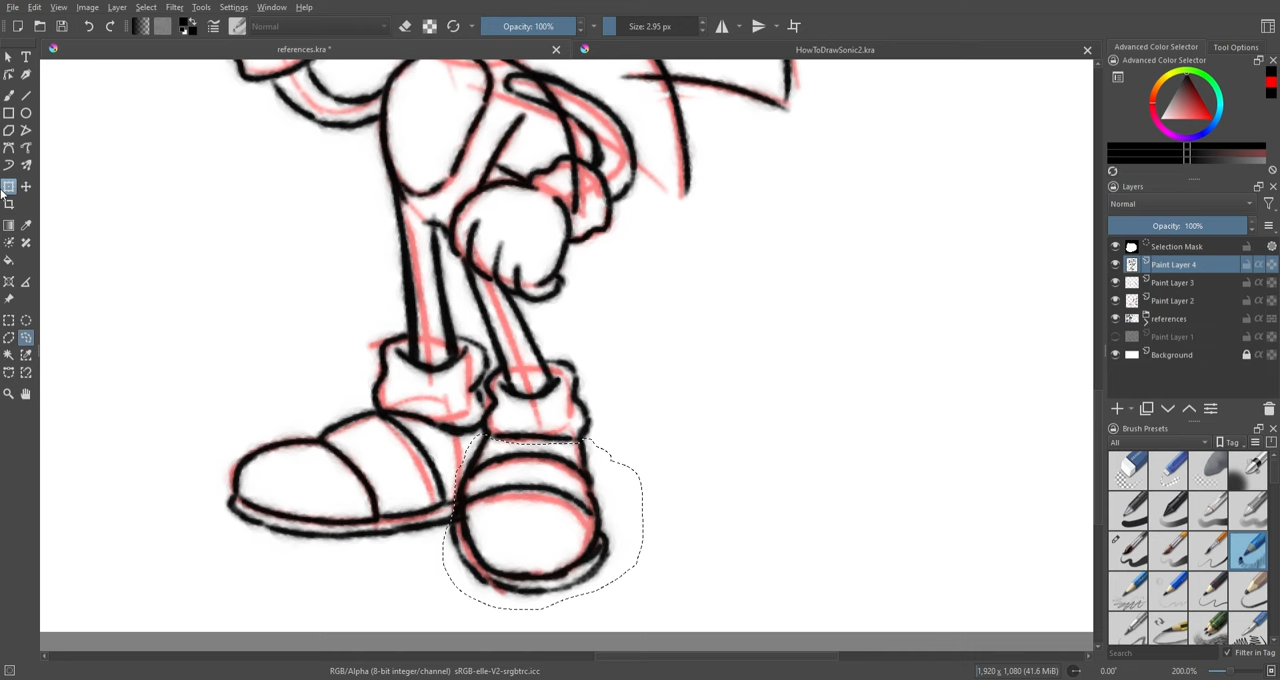 File Edit View Image Layer Select Filter Tools Settings Window Help
Normal Opacity: 100% Size: 2.95 px
references.kra * HowToDrawSonic2.kra
Advanced Color Selector Tool Options
Advanced Color Selector
Layers
Normal
Opacity: 100%
Selection Mask
Paint Layer 4
Paint Layer 3
Paint Layer 2
references
Paint Layer 1
Background
Brush Presets
All Tag
Search Filter in Tag
RGB/Alpha (8-bit integer/channel) sRGB-elle-V2-srgbtrc.icc 1,920 x 1,080 (41.6 MiB) 0.00° 200.0%